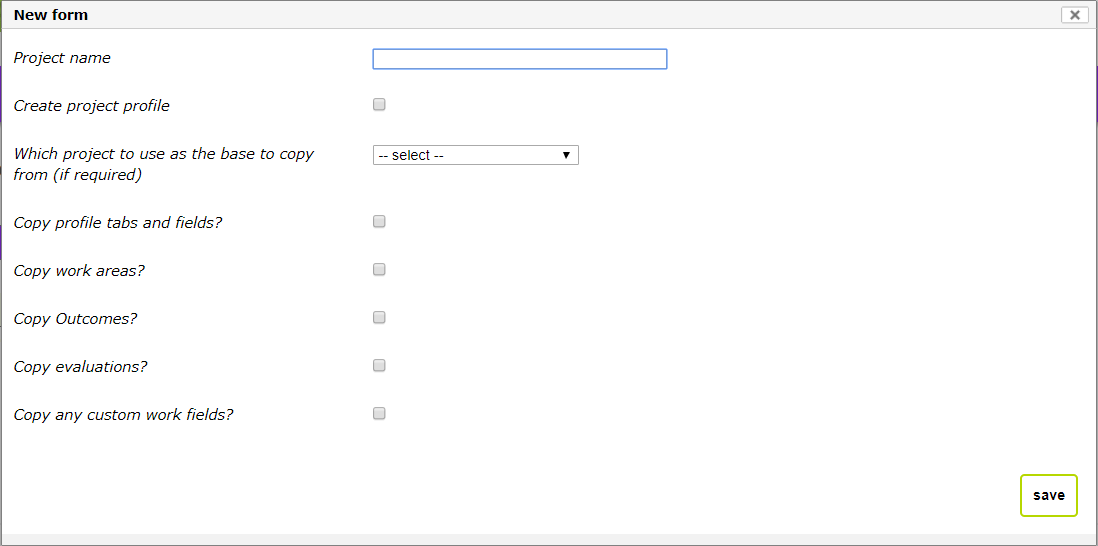 New form
Project name
Create project profile
Which project to use as the base to copy
from (if required)
-- select --
Copy profile tabs and fields?
Copy work areas?
Copy Outcomes?
Copy evaluations?
Copy any custom work fields?
save